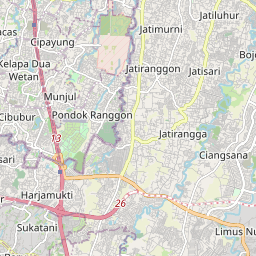 Jatiluhur
Jatimurni
cas
Cipayung
Boj
Kelapa Dua
Wetan
Jatiranggon
Jatisari
Munjul
Cibubur
Pondok Ranggon
13
Jatirangga
Ciangsana
sari
Harjamukti
26
Sukatani
Limus Nu